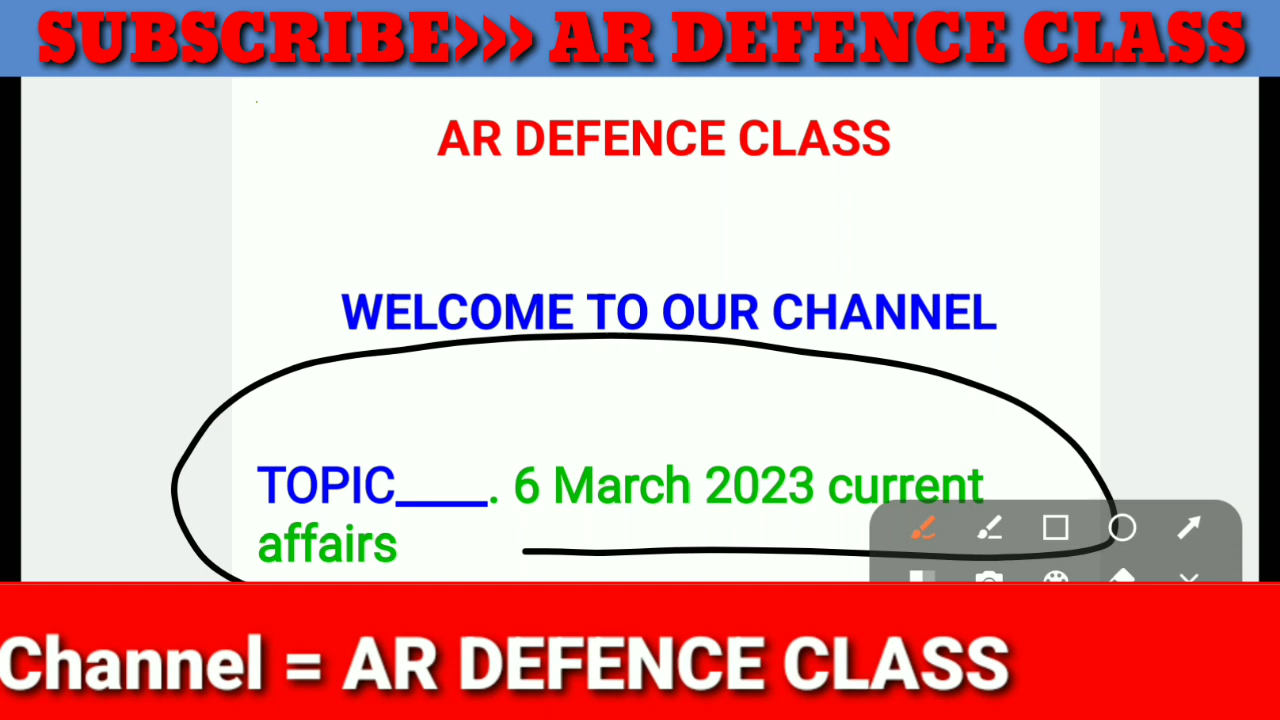 SUBSCRIBE>>> AR DEFENCE CLASS
AR DEFENCE CLASS
WELCOME TO OUR CHANNEL
TOPIC____. 6 March 2023 current
affairs
Channel = AR DEFENCE CLASS